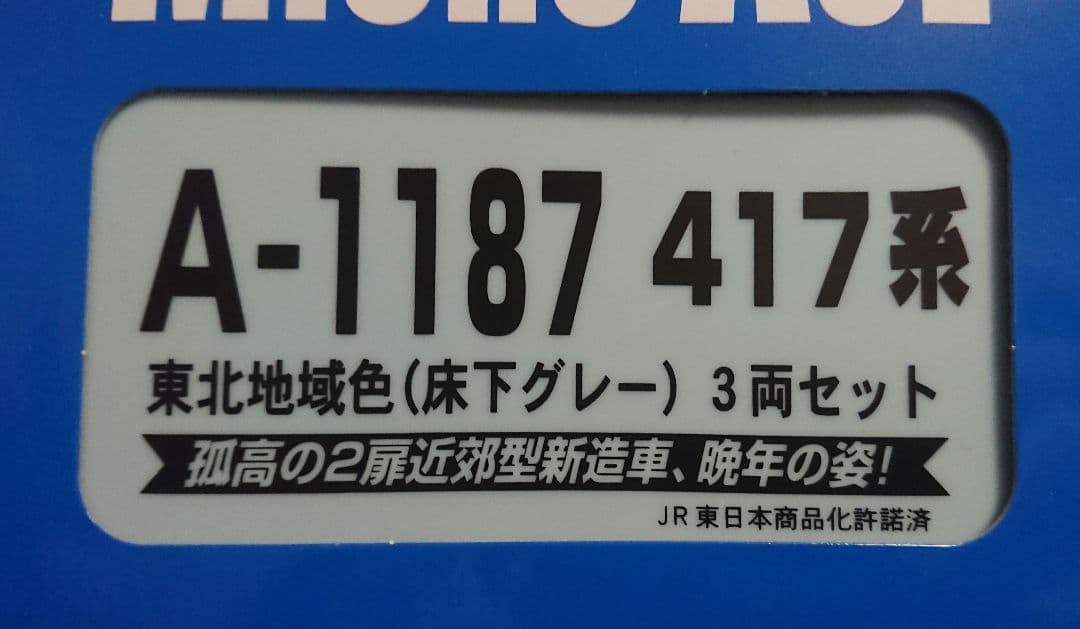 Micro Ace
A-1187 417系
東北地域色(床下グレー) 3両セット
孤高の2扉近郊型新造車、晩年の姿!
JR東日本商品化許諾済